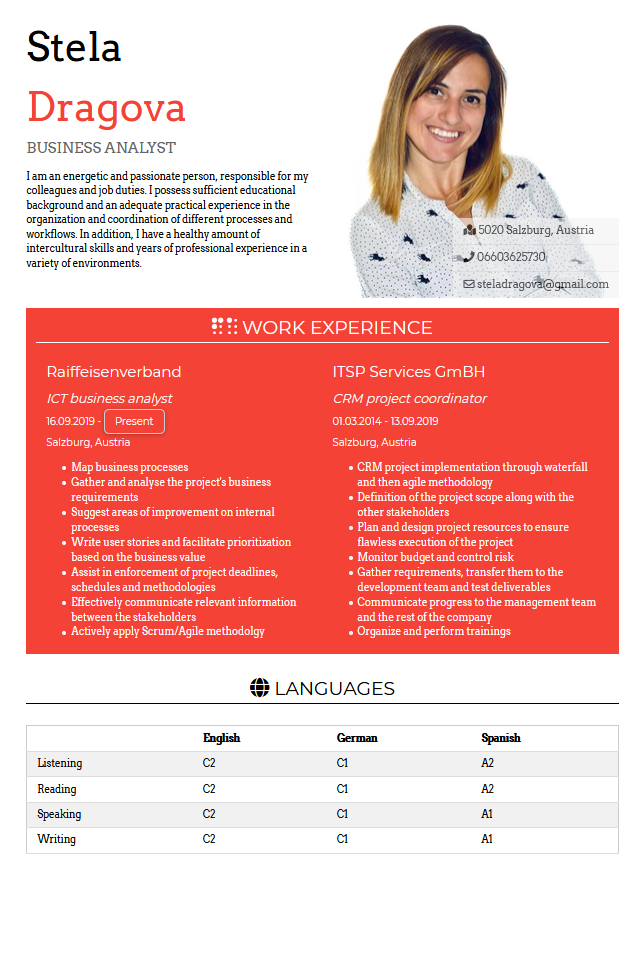 Stela
Dragova
BUSINESS ANALYST
I am an energetic and passionate person, responsible for my
colleagues and job duties. I possess sufficient educational
background and an adequate practical experience in the
organization and coordination of different processes and
workflows. In addition, I have a healthy amount of
intercultural skills and years of professional experience in a
variety of environments.
5020 Salzburg, Austria
06603625730
steladragova@gmail.com
WORK EXPERIENCE
Raiffeisenverband
ICT business analyst
16.09.2019 - Present
Salzburg, Austria
Map business processes
Gather and analyse the project's business
requirements
Suggest areas of improvement on internal
processes
Write user stories and facilitate prioritization
based on the business value
Assist in enforcement of project deadlines,
schedules and methodologies
Effectively communicate relevant information
between the stakeholders
Actively apply Scrum/Agile methodolgy
ITSP Services GmBH
CRM project coordinator
01.03.2014 - 13.09.2019
Salzburg, Austria
CRM project implementation through waterfall
and then agile methodology
Definition of the project scope along with the
other stakeholders
Plan and design project resources to ensure
flawless execution of the project
Monitor budget and control risk
Gather requirements, transfer them to the
development team and test deliverables
Communicate progress to the management team
and the rest of the company
Organize and perform trainings
LANGUAGES
English German Spanish
Listening C2 C1 A2
Reading C2 C1 A2
Speaking C2 C1 A1
Writing C2 C1 A1